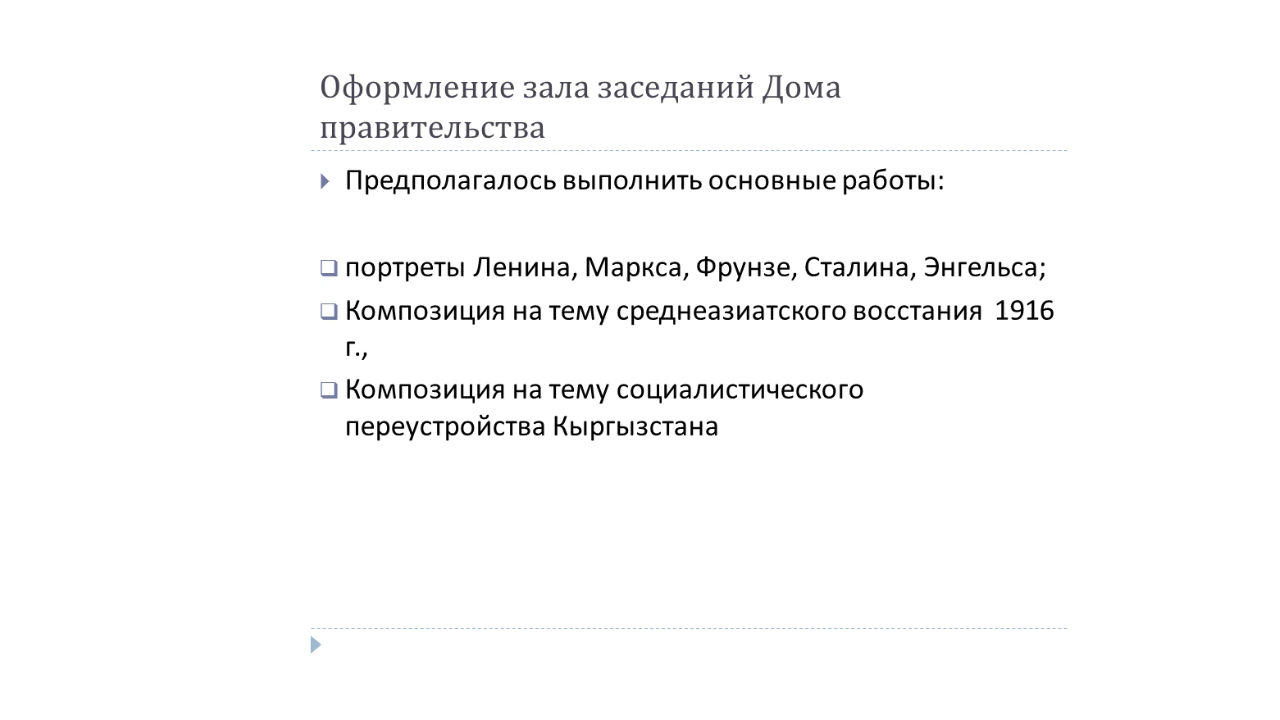 Оформление зала заседаний Дома
правительства
Предполагалось выполнить основные работы:
портреты Ленина, Маркса, Фрунзе, Сталина, Энгельса;
Композиция на тему среднеазиатского восстания  1916
г.,
Композиция на тему социалистического
переустройства Кыргызстана